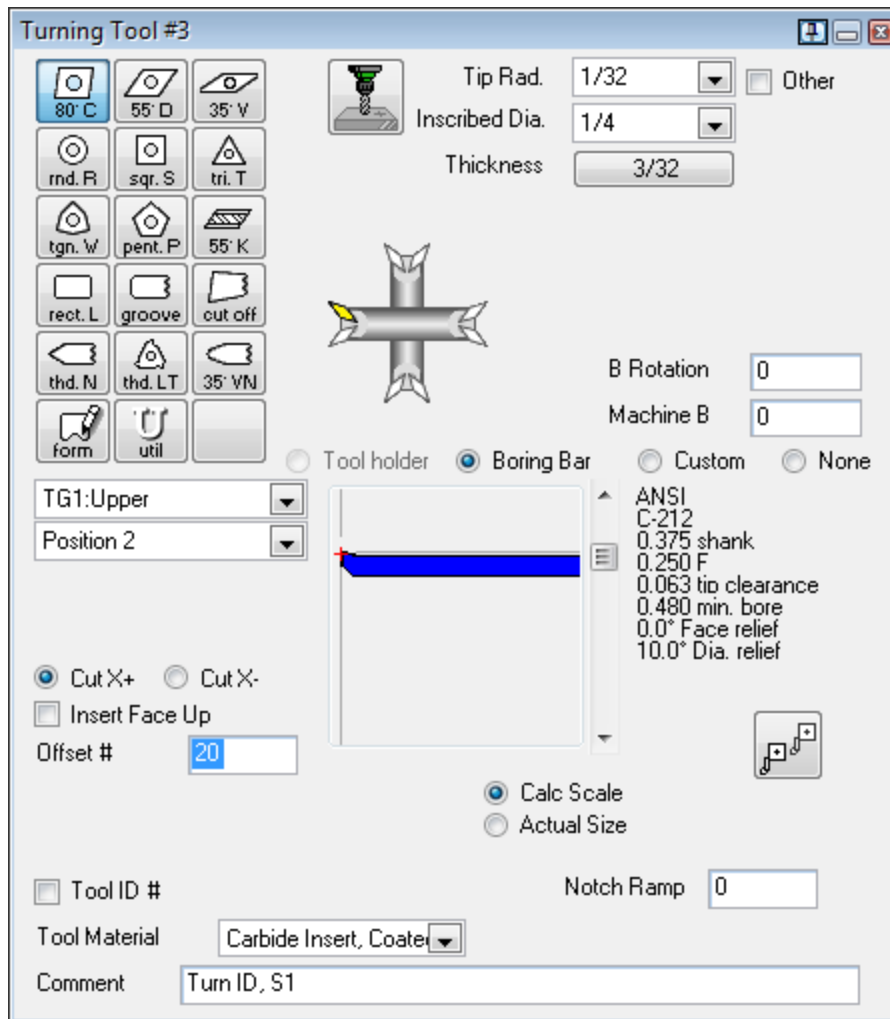 Turning Tool #3
80° C
55° D
35° V
rnd. R
sqr. S
tri. T
tgn. W
pent. P
55° K
rect. L
groove
cut off
thd. N
thd. LT
35° VN
form
util
Tip Rad.
1/32
Other
Inscribed Dia.
1/4
Thickness
3/32
B Rotation
0
Machine B
0
Tool holder
Boring Bar
Custom
None
TG1:Upper
Position 2
ANSI
C-212
0.375 shank
0.250 F
0.063 tip clearance
0.480 min. bore
0.0° Face relief
10.0° Dia. relief
Cut X+
Cut X-
Insert Face Up
Offset #
20
Calc Scale
Actual Size
Tool ID #
Notch Ramp
0
Tool Material
Carbide Insert, Coate
Comment
Turn ID, S1